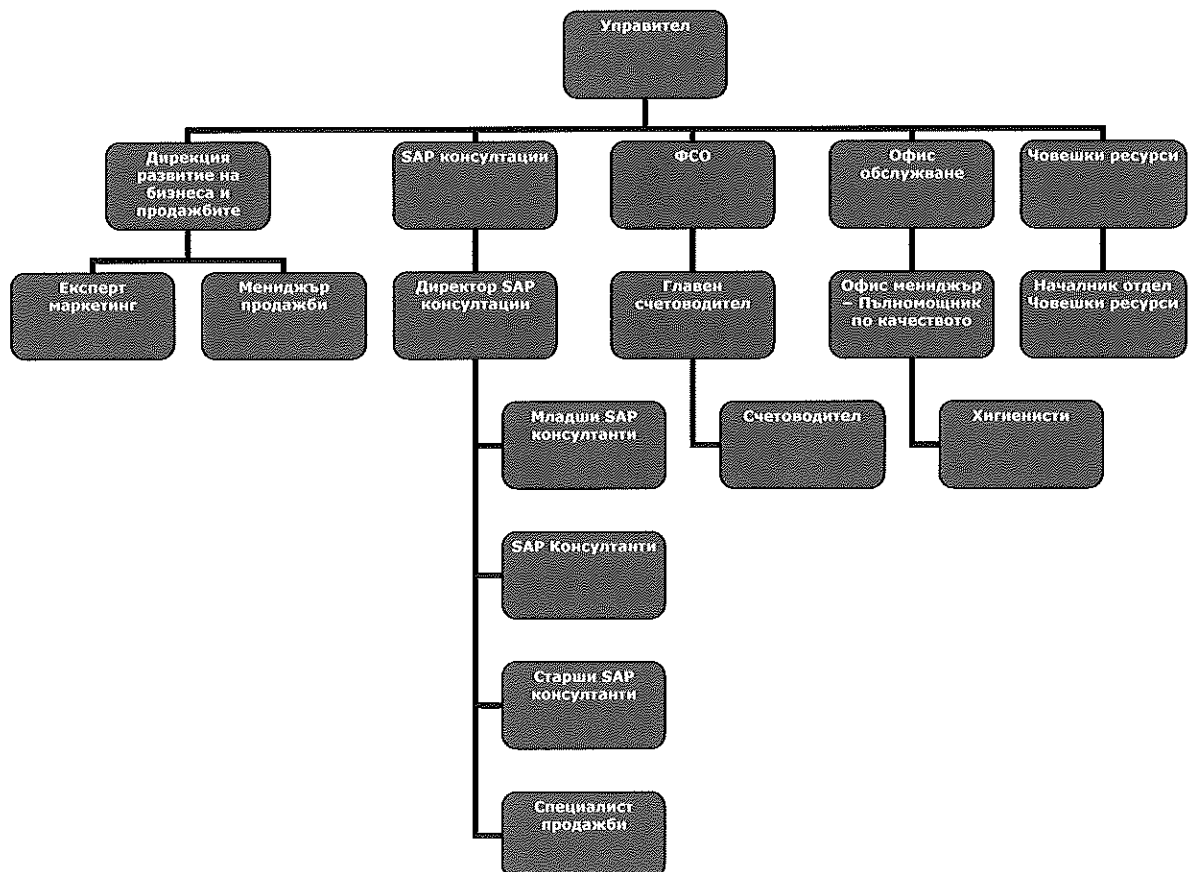 Управител
Дирекция
развитие на
бизнеса и
продажбите
SAP консултации
ФСО
Офис
обслужване
Човешки ресурси
Експерт
маркетинг
Мениджър
продажби
Директор SAP
консултации
Главен
счетоводител
Офис мениджър
– Пълномощник
по качеството
Началник отдел
Човешки ресурси
Младши SAP
консултанти
Счетоводител
Хигиенисти
SAP Консултанти
Старши SAP
консултанти
Специалист
продажби